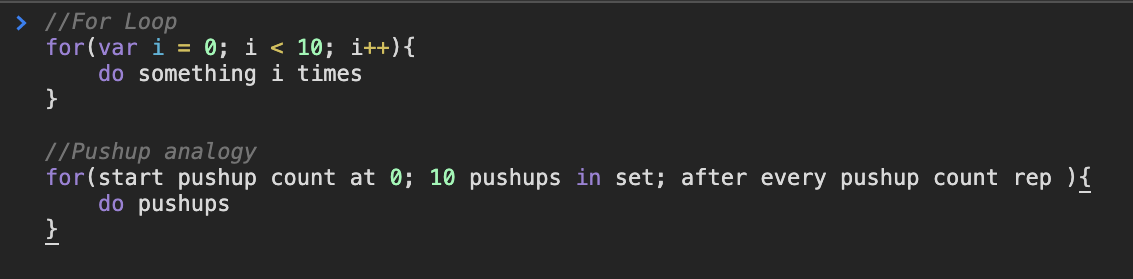 //For Loop
for(var i = 0; i < 10; i++){
    do something i times
}
//Pushup analogy
for(start pushup count at 0; 10 pushups in set; after every pushup count rep ){
    do pushups
}